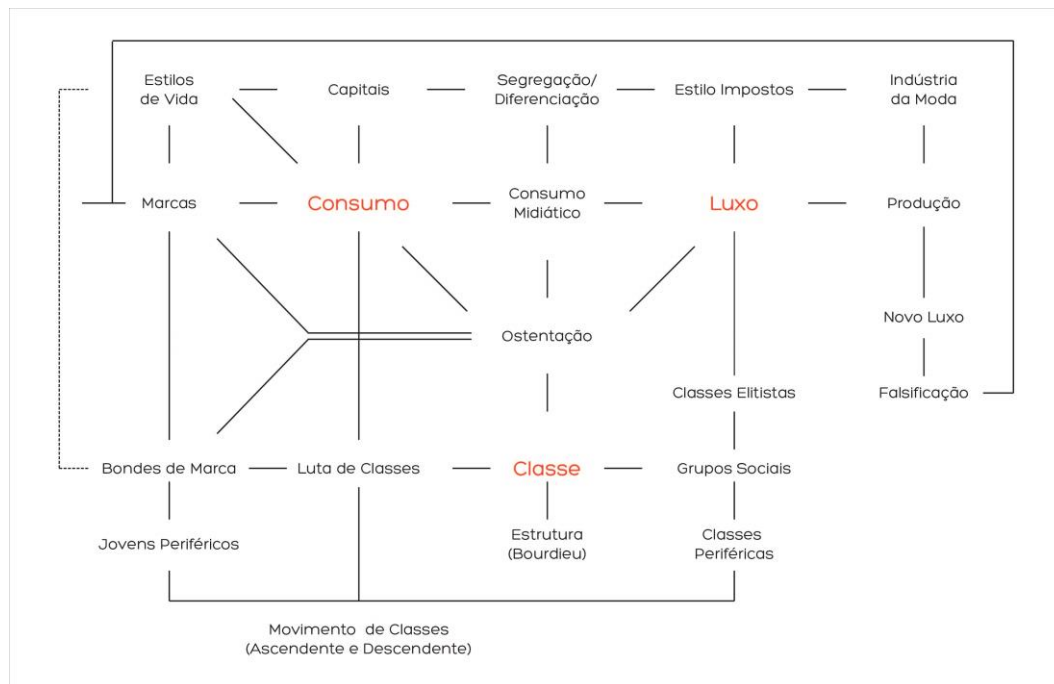 Estilos
de Vida
Capitais
Segregação/
Diferenciação
Estilo Impostos
Indústria
da Moda
Marcas
Consumo
Consumo
Midiático
Luxo
Produção
Ostentação
Novo Luxo
Classes Elitistas
Falsificação
Bondes de Marca
Luta de Classes
Classe
Grupos Sociais
Jovens Periféricos
Estrutura
(Bourdieu)
Classes
Periféricas
Movimento de Classes
(Ascendente e Descendente)